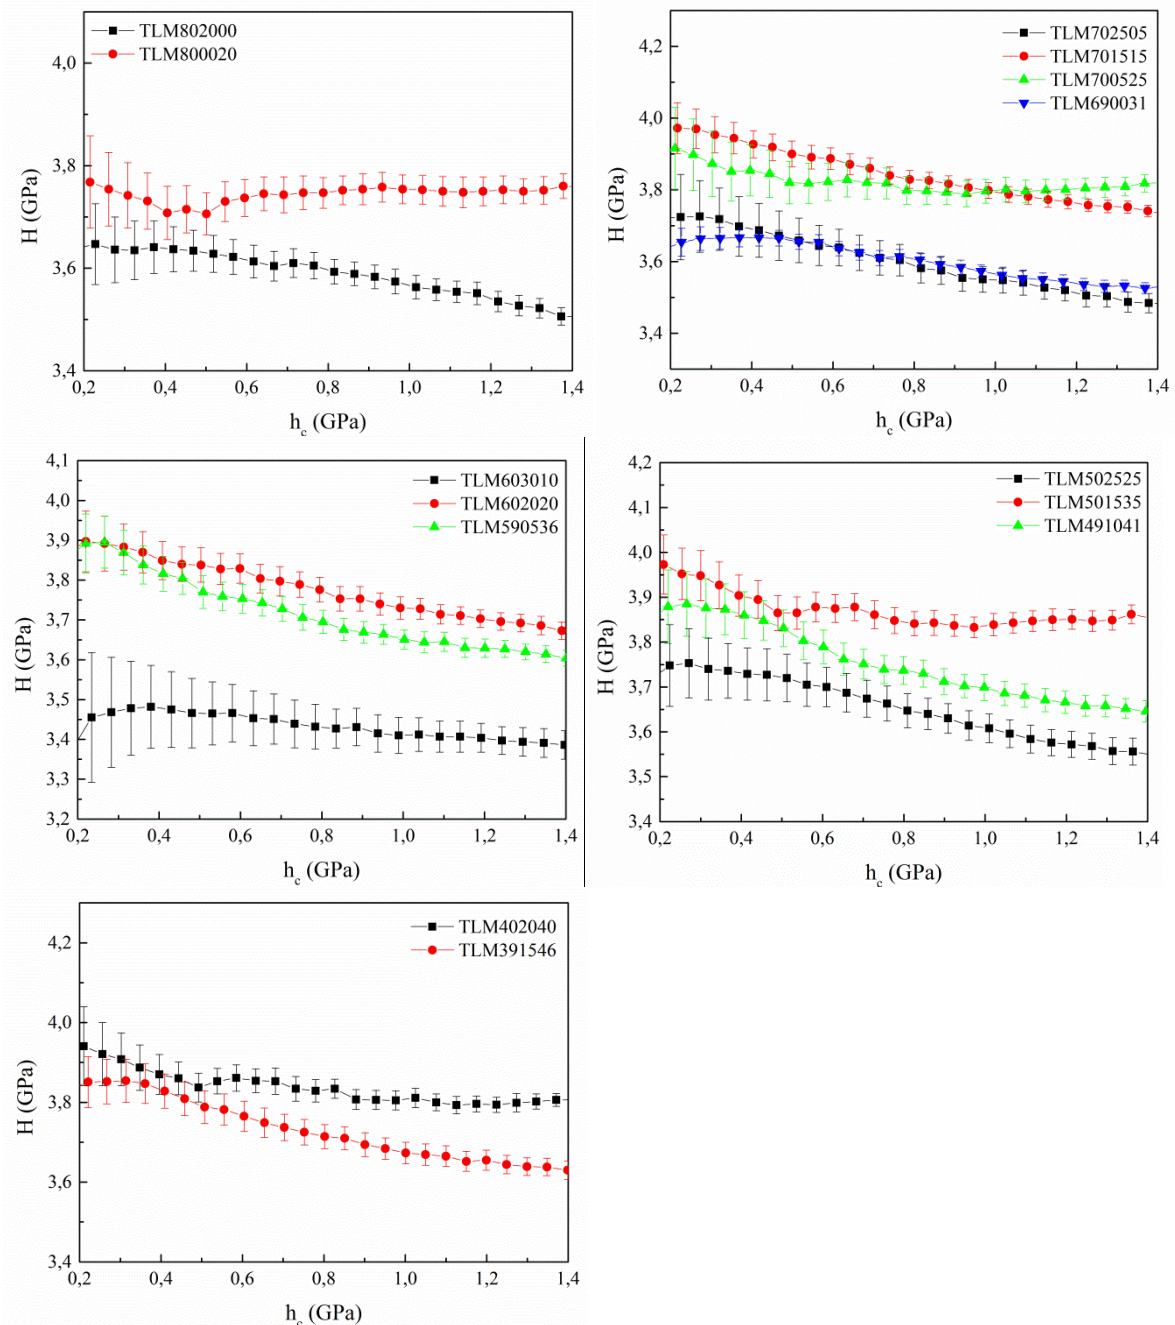 TLM802000
TLM800020
4,0
3,8
3,6
3,4
H (GPa)
0,2 0,4 0,6 0,8 1,0 1,2 1,4
h_c (GPa)
TLM702505
TLM701515
TLM700525
TLM690031
4,2
4,0
3,8
3,6
3,4
H (GPa)
0,2 0,4 0,6 0,8 1,0 1,2 1,4
h_c (GPa)
TLM603010
TLM602020
TLM590536
4,1
4,0
3,9
3,8
3,7
3,6
3,5
3,4
3,3
3,2
H (GPa)
0,2 0,4 0,6 0,8 1,0 1,2 1,4
h_c (GPa)
TLM502525
TLM501535
TLM491041
4,2
4,1
4,0
3,9
3,8
3,7
3,6
3,5
3,4
H (GPa)
0,2 0,4 0,6 0,8 1,0 1,2 1,4
h_c (GPa)
TLM402040
TLM391546
4,2
4,0
3,8
3,6
3,4
H (GPa)
0,2 0,4 0,6 0,8 1,0 1,2 1,4
h_c (GPa)